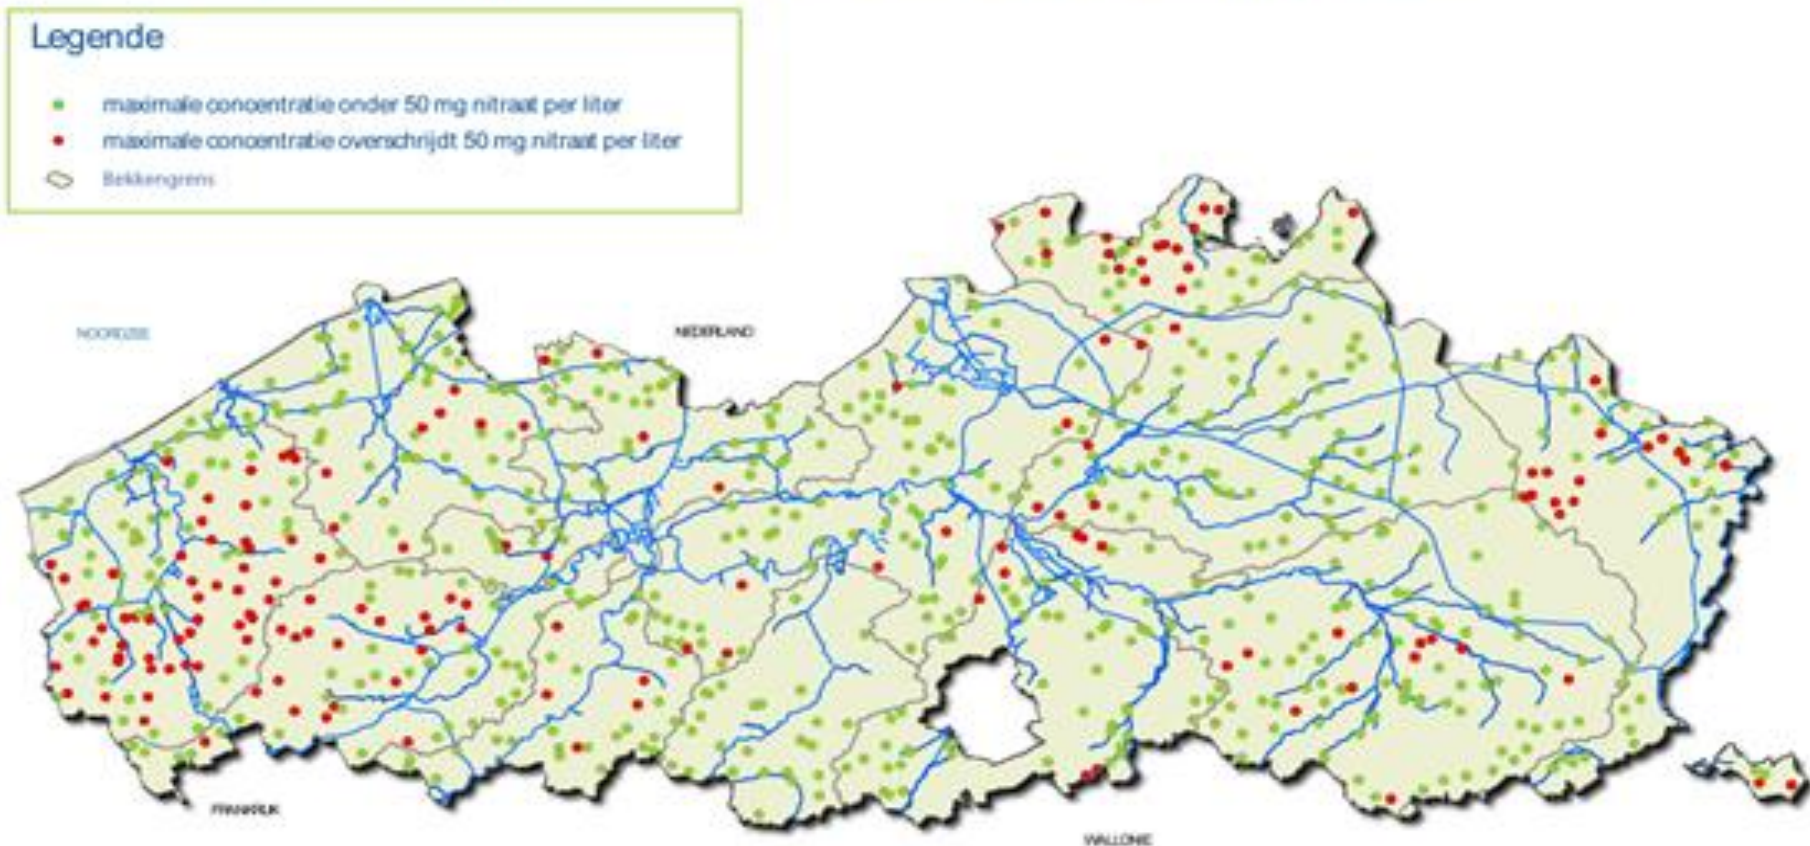 Legende
maximale concentratie onder 50 mg nitraat per liter
maximale concentratie overschrijdt 50 mg nitraat per liter
Bekkengrens
NOORDZEE
NEDERLAND
FRANKRIJK
WALLONIE